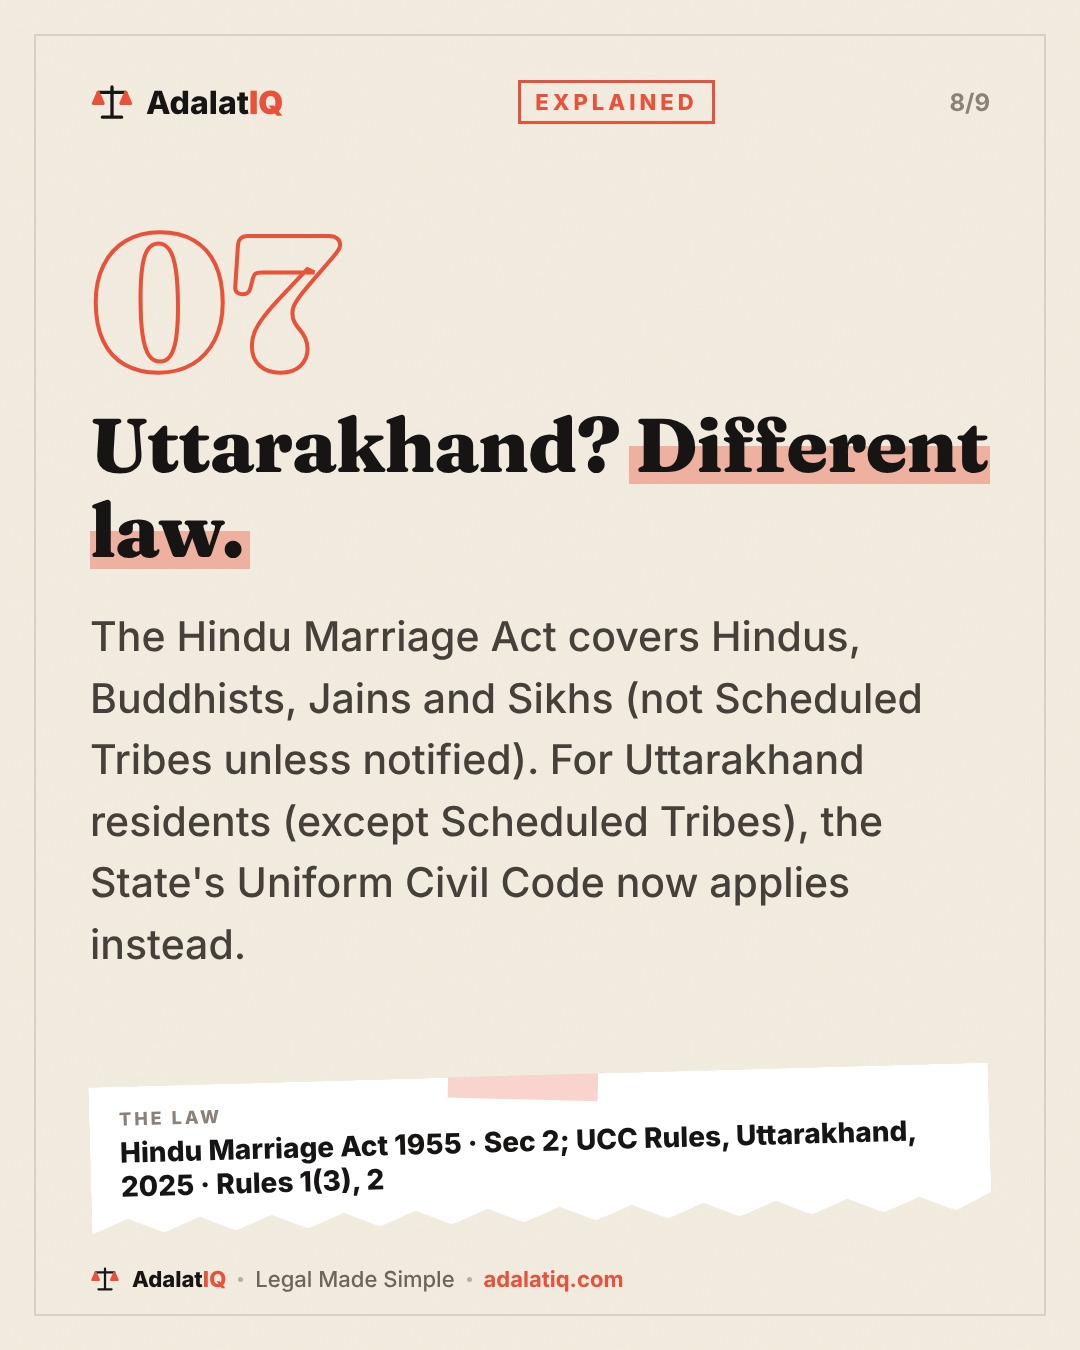 AdalatIQ
EXPLAINED
8/9
07
Uttarakhand? Different
law.
The Hindu Marriage Act covers Hindus,
Buddhists, Jains and Sikhs (not Scheduled
Tribes unless notified). For Uttarakhand
residents (except Scheduled Tribes), the
State's Uniform Civil Code now applies
instead.
THE LAW
Hindu Marriage Act 1955 · Sec 2; UCC Rules, Uttarakhand,
2025 · Rules 1(3), 2
AdalatIQ • Legal Made Simple • adalatiq.com